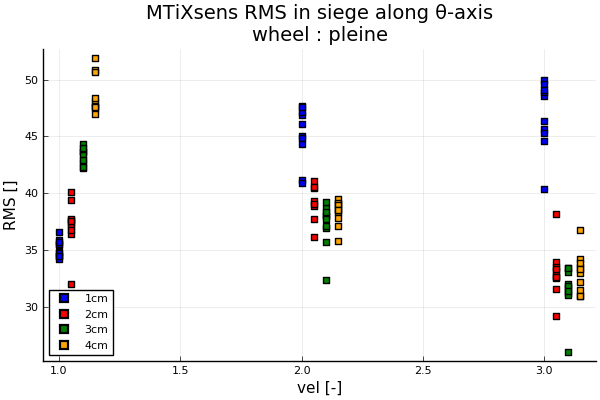 MTiXsens RMS in siege along θ-axis
wheel : pleine
RMS []
50
45
40
35
30
1cm
2cm
3cm
4cm
1.0
1.5
2.0
2.5
3.0
vel [-]